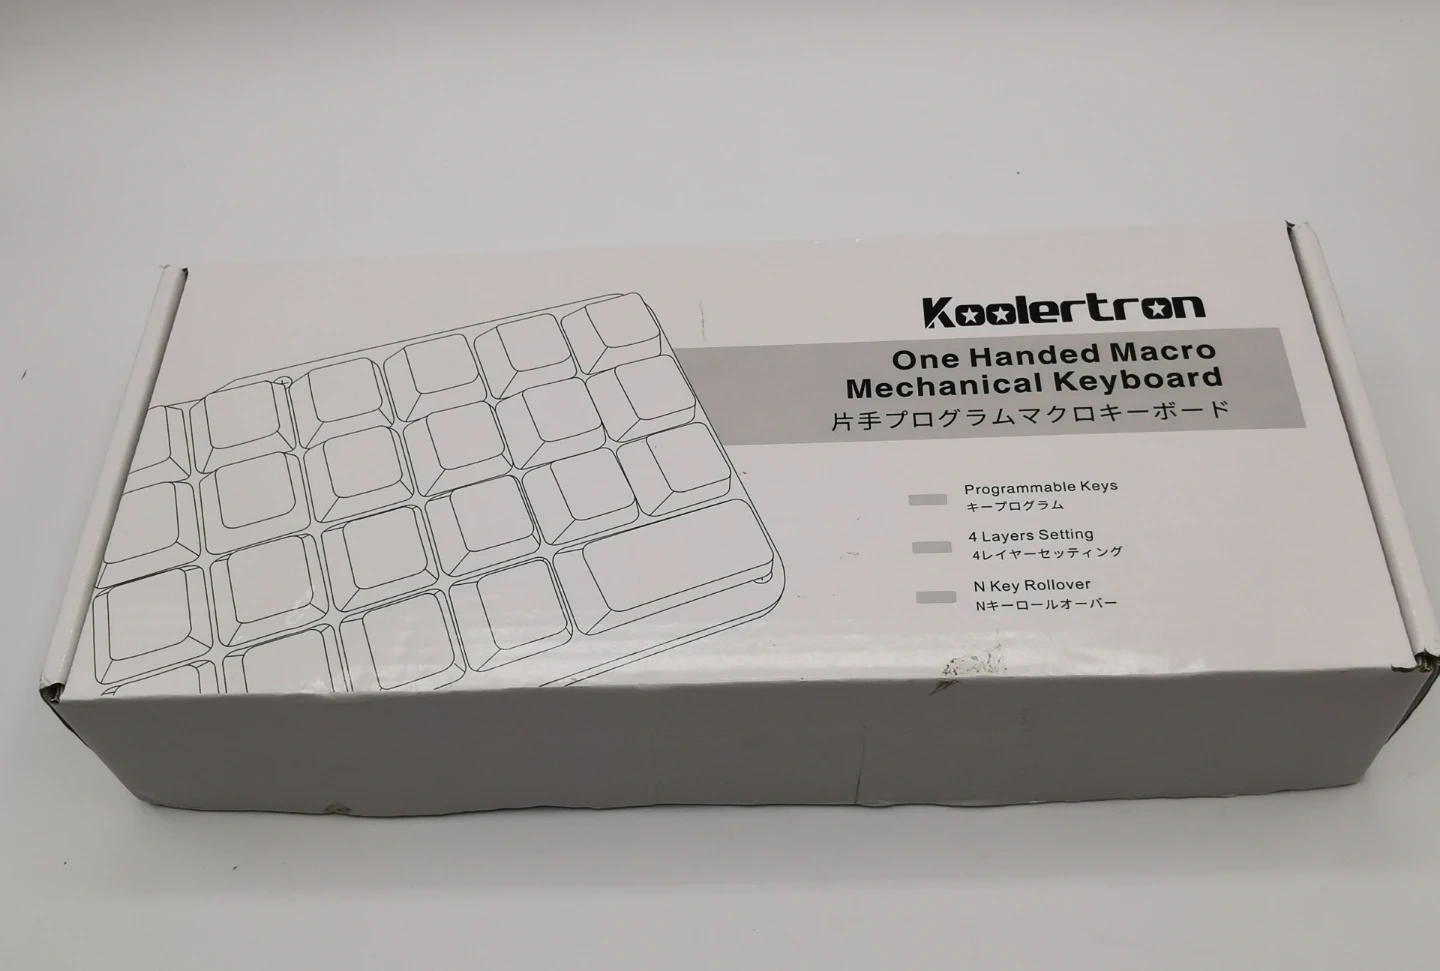 Koolertron
One Handed Macro
Mechanical Keyboard
片手プログラムマクロキーボード
Programmable Keys
キープログラム
4 Layers Setting
4レイヤーセッティング
N Key Rollover
Nキーロールオーバー